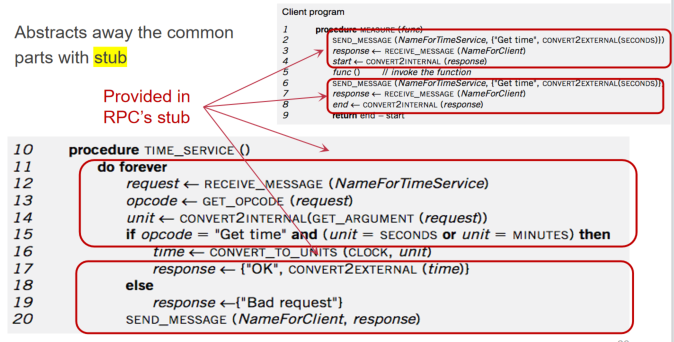 Abstracts away the common
parts with stub
Provided in
RPC's stub
Client program
1 procedure MEASURE (func)
2 SEND_MESSAGE (NameForTimeService, {"Get time", CONVERT2EXTERNAL(SECONDS)})
3 response ← RECEIVE_MESSAGE (NameForClient)
4 start ← CONVERT2INTERNAL (response)
5 func () // invoke the function
6 SEND_MESSAGE (NameForTimeService, {"Get time", CONVERT2EXTERNAL(SECONDS)})
7 response ← RECEIVE_MESSAGE (NameForClient)
8 end ← CONVERT2INTERNAL (response)
9 return end – start
10 procedure TIME_SERVICE ()
11 do forever
12 request ← RECEIVE_MESSAGE (NameForTimeService)
13 opcode ← GET_OPCODE (request)
14 unit ← CONVERT2INTERNAL(GET_ARGUMENT (request))
15 if opcode = "Get time" and (unit = SECONDS or unit = MINUTES) then
16 time ← CONVERT_TO_UNITS (CLOCK, unit)
17 response ← {"OK", CONVERT2EXTERNAL (time)}
18 else
19 response ←{"Bad request"}
20 SEND_MESSAGE (NameForClient, response)